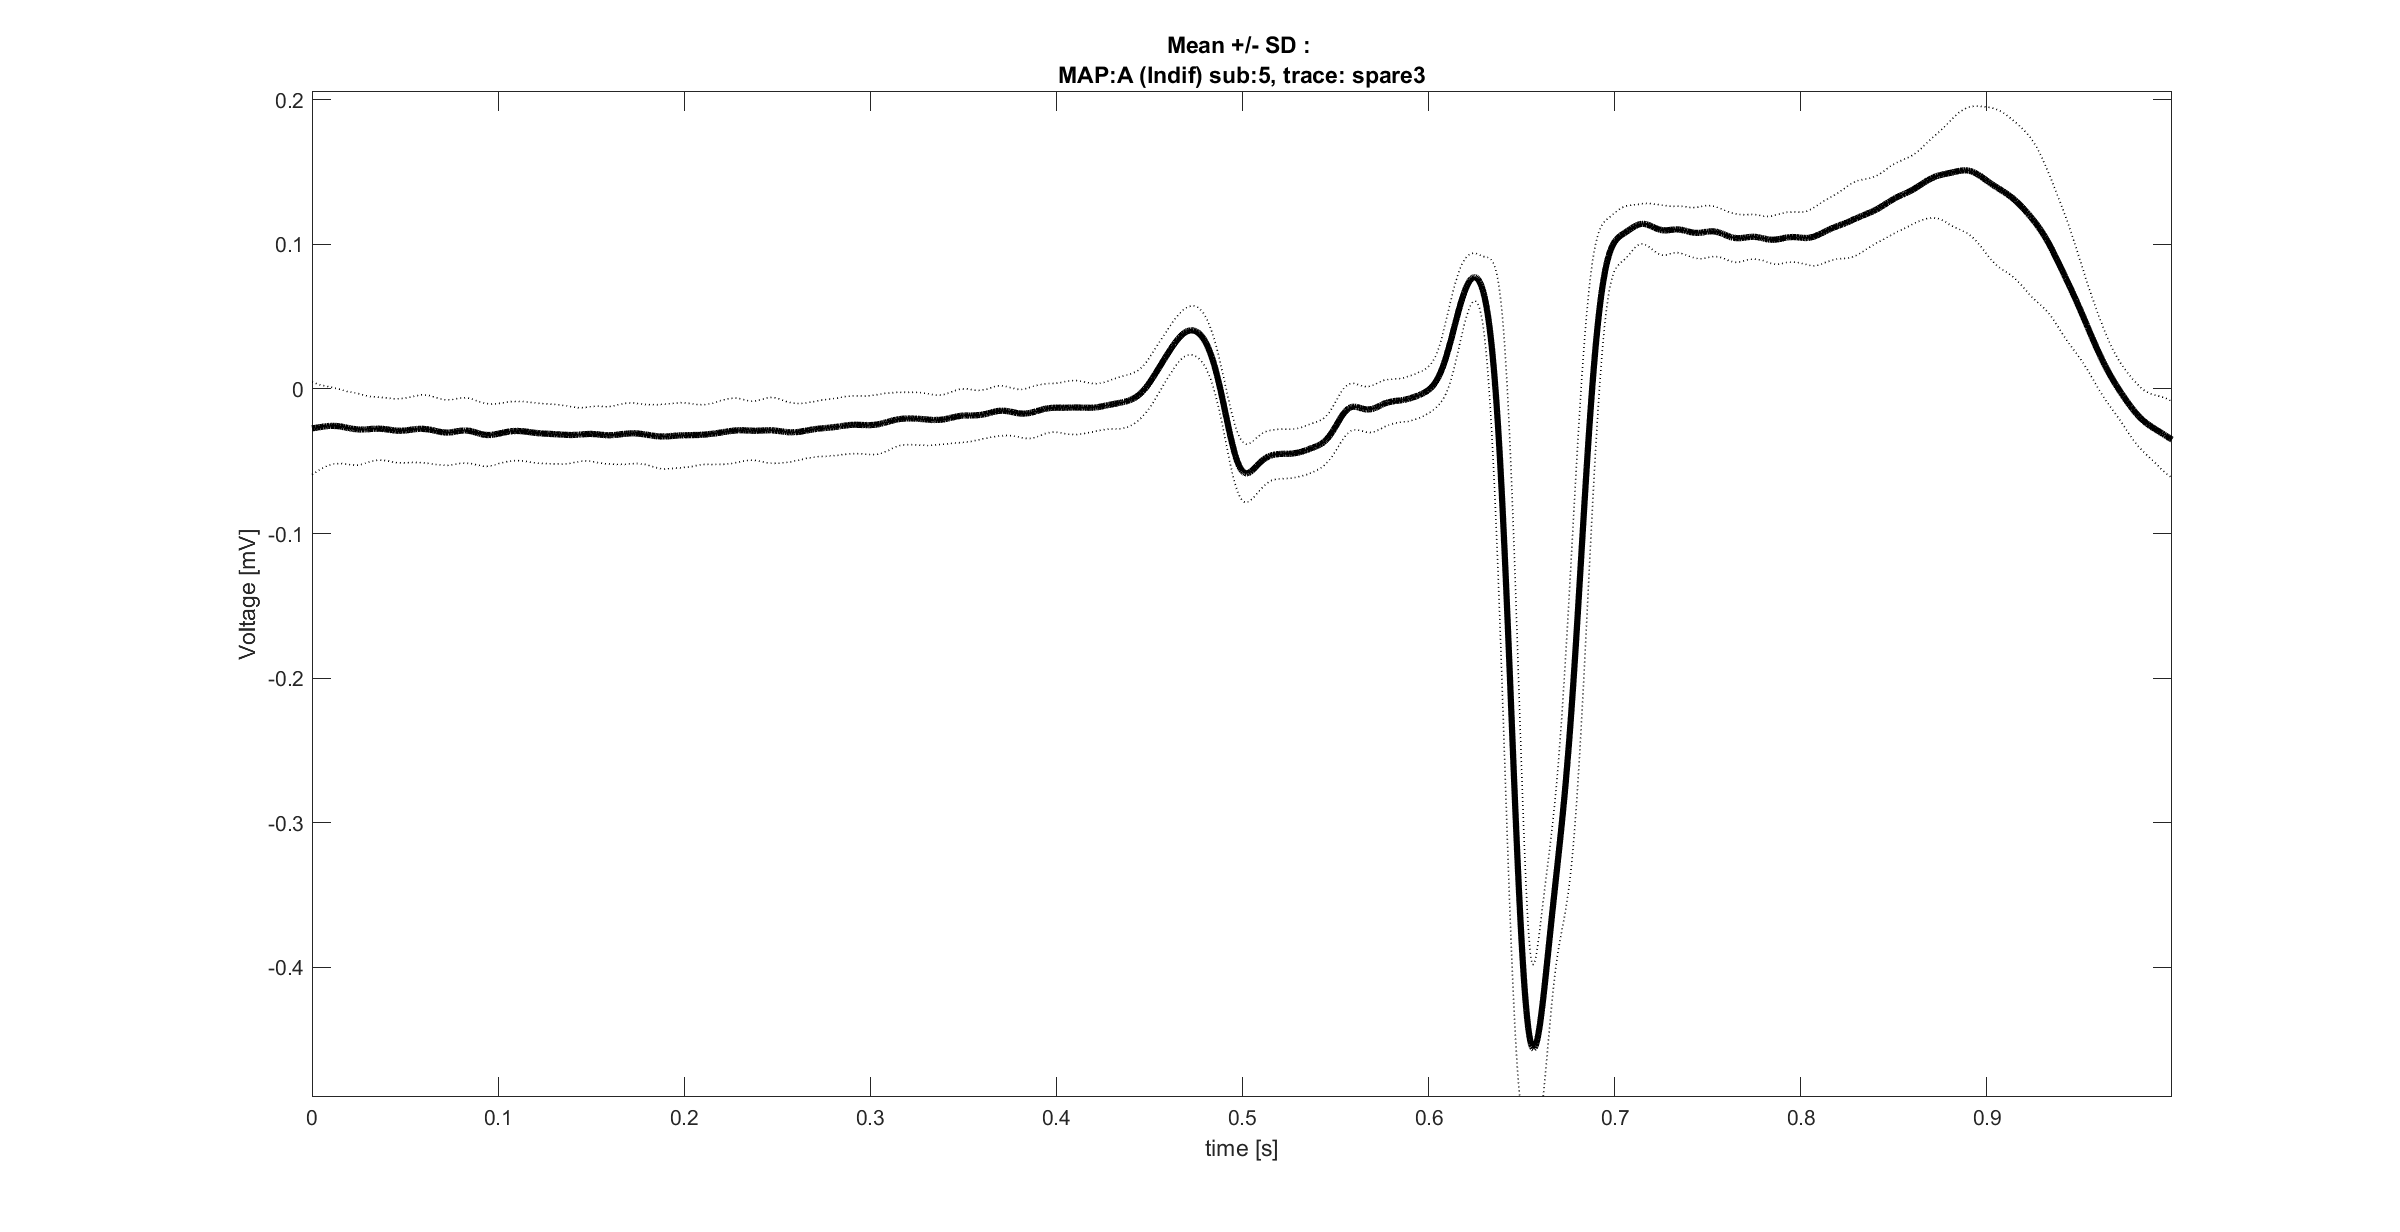 Mean +/- SD :
MAP:A (Indif) sub:5, trace: spare3
0.2
0.1
0
-0.1
-0.2
-0.3
-0.4
Voltage [mV]
0 0.1 0.2 0.3 0.4 0.5 0.6 0.7 0.8 0.9
time [s]